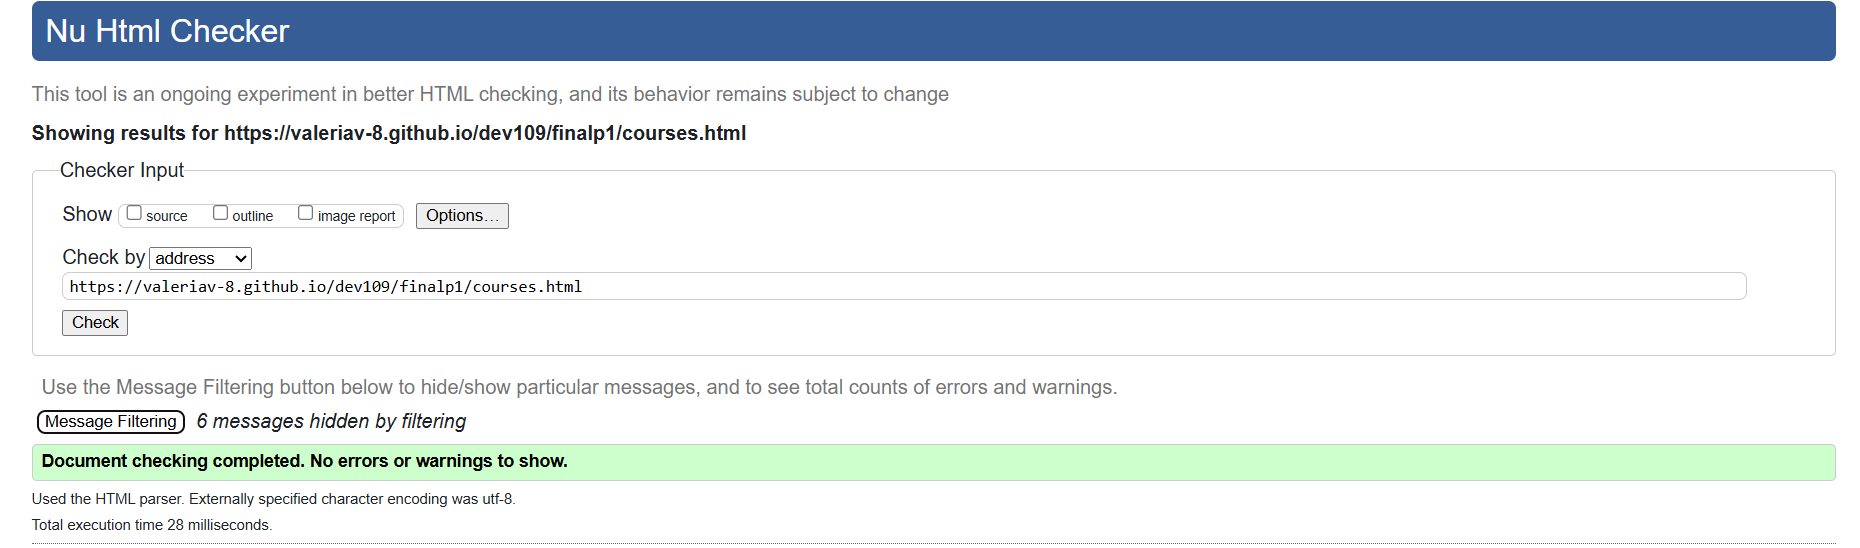 Nu Html Checker
This tool is an ongoing experiment in better HTML checking, and its behavior remains subject to change
Showing results for https://valeriav-8.github.io/dev109/finalp1/courses.html
Checker Input
Show source outline image report Options...
Check by address
https://valeriav-8.github.io/dev109/finalp1/courses.html
Check
Use the Message Filtering button below to hide/show particular messages, and to see total counts of errors and warnings.
Message Filtering 6 messages hidden by filtering
Document checking completed. No errors or warnings to show.
Used the HTML parser. Externally specified character encoding was utf-8.
Total execution time 28 milliseconds.